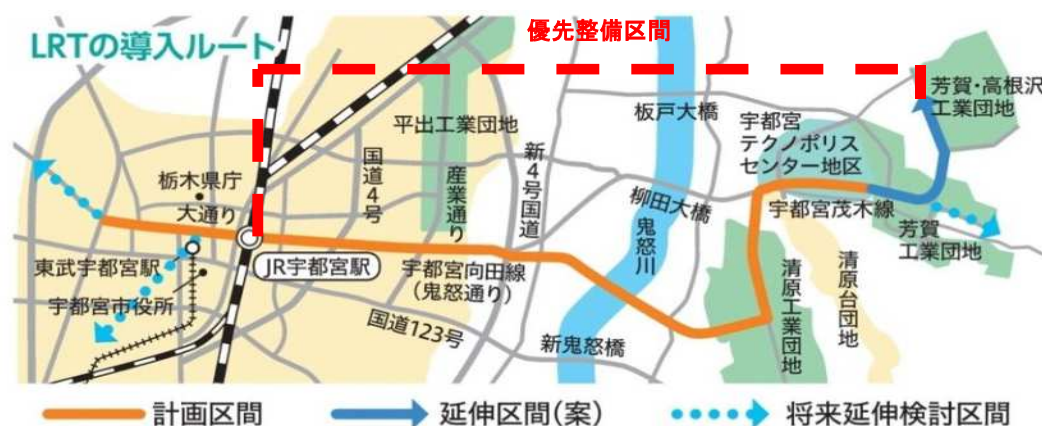 LRTの導入ルート
優先整備区間
芳賀・高根沢
工業団地
板戸大橋
平出工業団地
宇都宮
テクノポリス
センター地区
国道4号
産業通り
新4号国道
栃木県庁
大通り
柳田大橋
鬼怒川
宇都宮茂木線
芳賀
工業団地
東武宇都宮駅
JR宇都宮駅
宇都宮向田線
(鬼怒通り)
宇都宮市役所
国道123号
新鬼怒橋
清原工業団地
清原台団地
計画区間
延伸区間(案)
将来延伸検討区間